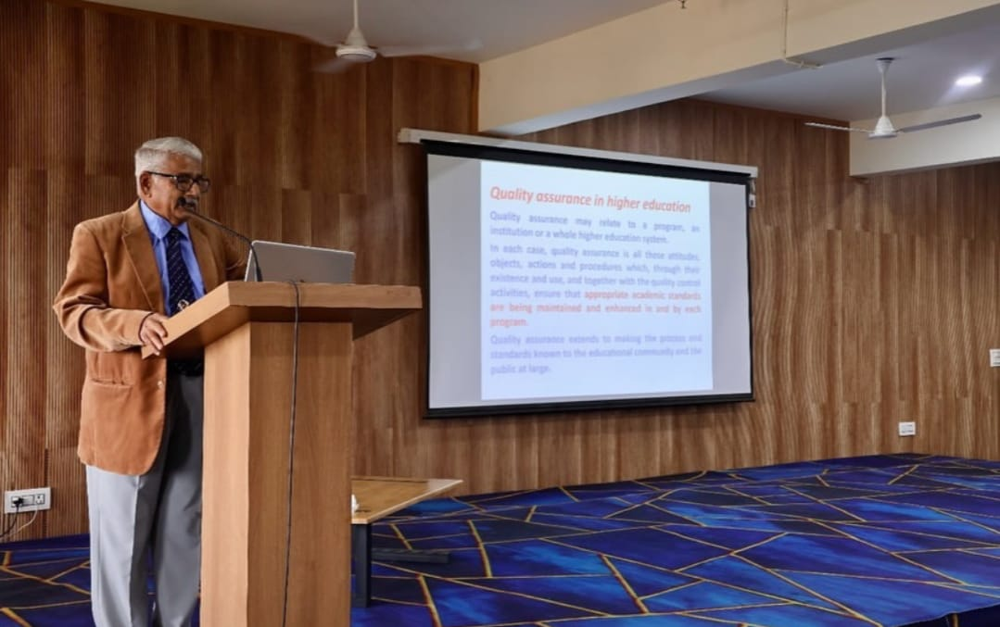 Quality assurance in higher education
Quality assurance may relate to a program, an
institution or a whole higher education system.
In each case, quality assurance is all those attitudes,
objects, actions and procedures which, through their
existence and use, and together with the quality control
activities, ensure that appropriate academic standards
are being maintained and enhanced in and by each
program.
Quality assurance extends to making the process and
standards known to the educational community and the
public at large.